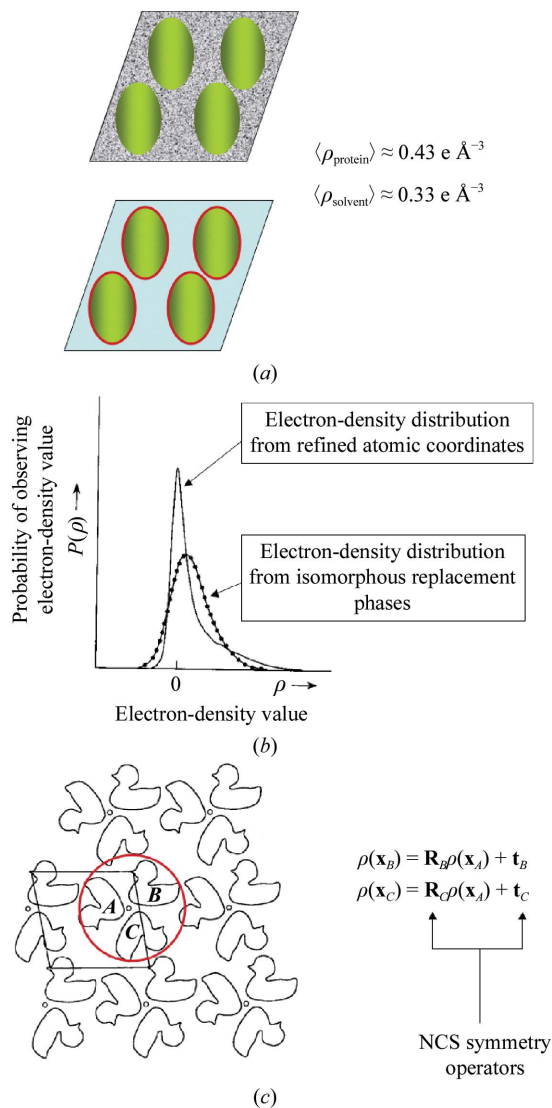 ⟨ρprotein⟩ ≈ 0.43 e Å⁻³
⟨ρsolvent⟩ ≈ 0.33 e Å⁻³
(a)
Probability of observing
electron-density value
P(ρ)
Electron-density distribution
from refined atomic coordinates
Electron-density distribution
from isomorphous replacement
phases
0
ρ
Electron-density value
(b)
A
B
C
ρ(xB) = RBρ(xA) + tB
ρ(xC) = RCρ(xA) + tC
NCS symmetry
operators
(c)